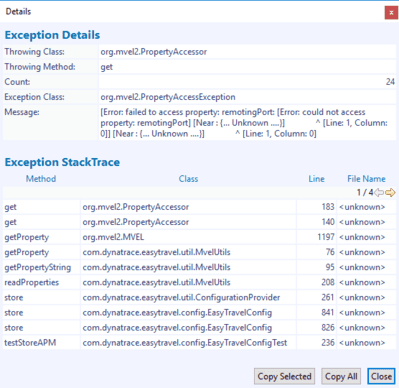 Details
x
Exception Details
Throwing Class: org.mvel2.PropertyAccessor
Throwing Method: get
Count: 24
Exception Class: org.mvel2.PropertyAccessException
Message: [Error: failed to access property: remotingPort: [Error: could not access
property: remotingPort] [Near : {... Unknown ....}] ^ [Line: 1, Column:
0]] [Near : {... Unknown ....}] ^ [Line: 1, Column: 0]
Exception StackTrace
Method Class Line File Name
1 / 4
get org.mvel2.PropertyAccessor 183 <unknown>
get org.mvel2.PropertyAccessor 140 <unknown>
getProperty org.mvel2.MVEL 1197 <unknown>
getProperty com.dynatrace.easytravel.util.MvelUtils 76 <unknown>
getPropertyString com.dynatrace.easytravel.util.MvelUtils 95 <unknown>
readProperties com.dynatrace.easytravel.util.MvelUtils 208 <unknown>
store com.dynatrace.easytravel.util.ConfigurationProvider 261 <unknown>
store com.dynatrace.easytravel.config.EasyTravelConfig 841 <unknown>
store com.dynatrace.easytravel.config.EasyTravelConfig 826 <unknown>
testStoreAPM com.dynatrace.easytravel.config.EasyTravelConfigTest 236 <unknown>
Copy Selected Copy All Close